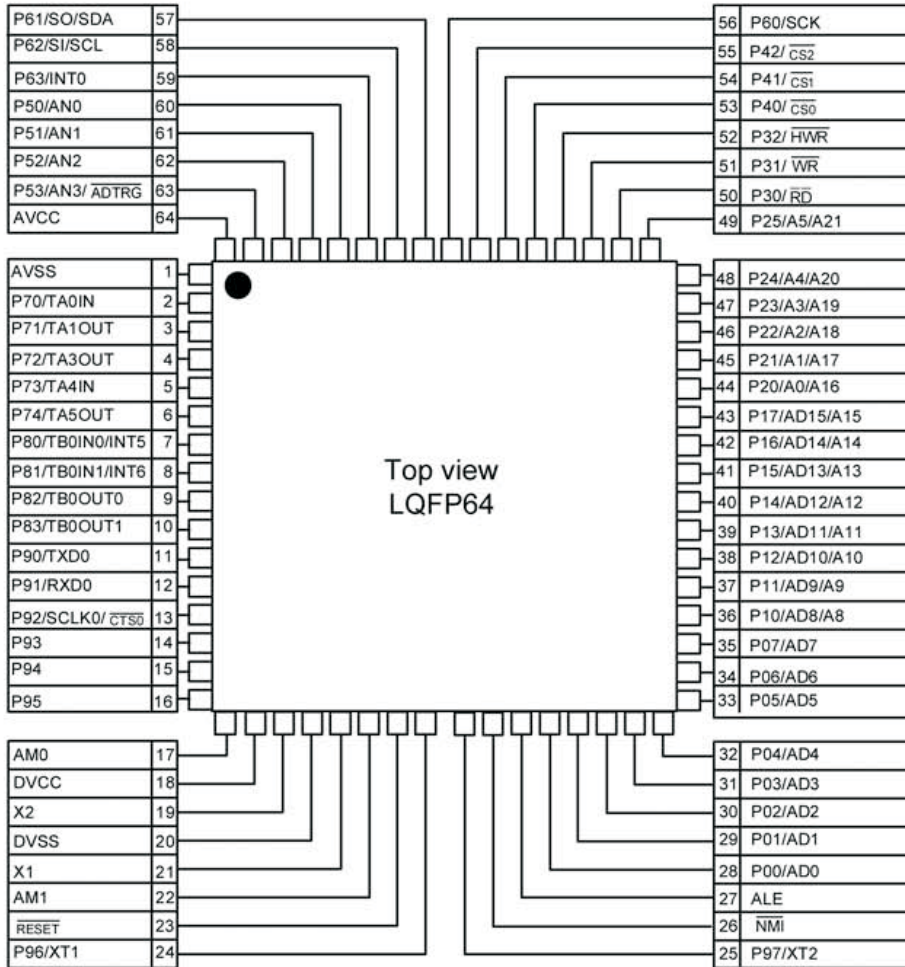 P61/SO/SDA 57
P62/SI/SCL 58
P63/INT0 59
P50/AN0 60
P51/AN1 61
P52/AN2 62
P53/AN3/ADTRG 63
AVCC 64
56 P60/SCK
55 P42/CS2
54 P41/CS1
53 P40/CS0
52 P32/HWR
51 P31/WR
50 P30/RD
49 P25/A5/A21
AVSS 1
P70/TA0IN 2
P71/TA1OUT 3
P72/TA3OUT 4
P73/TA4IN 5
P74/TA5OUT 6
P80/TB0IN0/INT5 7
P81/TB0IN1/INT6 8
P82/TB0OUT0 9
P83/TB0OUT1 10
P90/TXD0 11
P91/RXD0 12
P92/SCLK0/CTS0 13
P93 14
P94 15
P95 16
Top view
LQFP64
48 P24/A4/A20
47 P23/A3/A19
46 P22/A2/A18
45 P21/A1/A17
44 P20/A0/A16
43 P17/AD15/A15
42 P16/AD14/A14
41 P15/AD13/A13
40 P14/AD12/A12
39 P13/AD11/A11
38 P12/AD10/A10
37 P11/AD9/A9
36 P10/AD8/A8
35 P07/AD7
34 P06/AD6
33 P05/AD5
AM0 17
DVCC 18
X2 19
DVSS 20
X1 21
AM1 22
RESET 23
P96/XT1 24
32 P04/AD4
31 P03/AD3
30 P02/AD2
29 P01/AD1
28 P00/AD0
27 ALE
26 NMI
25 P97/XT2